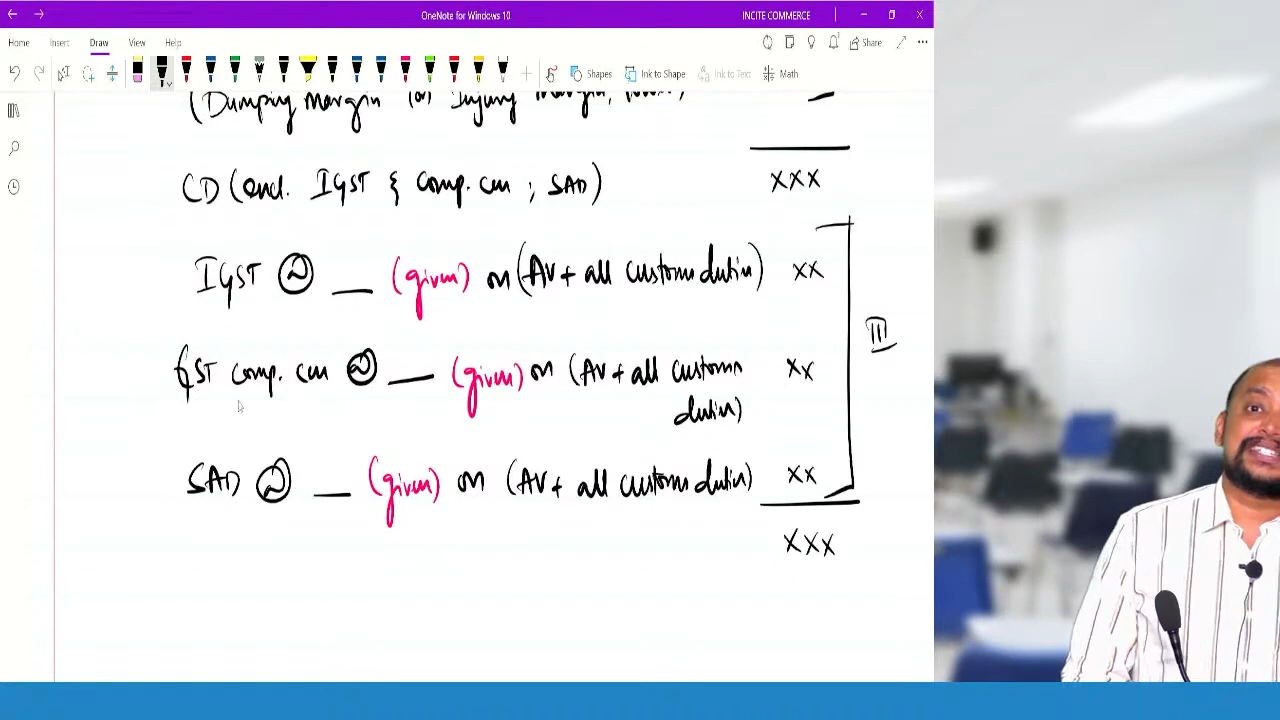 OneNote for Windows 10
INCITE COMMERCE
Home Insert Draw View Help
Share
Shapes Ink to Shape Ink to Text Math
(Dumping Margin (or) Injury Margin,
CD (excl. IGST & Comp. cess ; SAD) XXX
IGST @ __ (given) on (AV + all customs duties) XX
GST comp. cess @ __ (given) on (AV + all customs XX
duties)
III
SAD @ __ (given) on (AV + all customs duties) XX
XXX